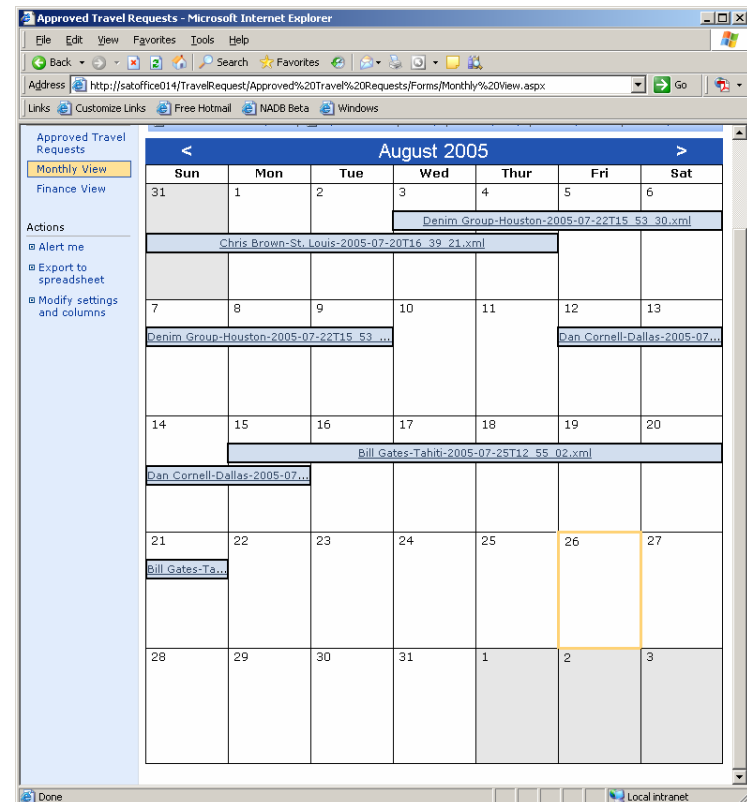 Approved Travel Requests - Microsoft Internet Explorer
File Edit View Favorites Tools Help
Back Search Favorites
Address http://satoffice014/TravelRequest/Approved%20Travel%20Requests/Forms/Monthly%20View.aspx Go
Links Customize Links Free Hotmail NADB Beta Windows
Approved Travel
Requests
Monthly View
Finance View
Actions
Alert me
Export to
spreadsheet
Modify settings
and columns
< August 2005 >
Sun Mon Tue Wed Thur Fri Sat
31 1 2 3 4 5 6
Denim Group-Houston-2005-07-22T15_53_30.xml
Chris Brown-St. Louis-2005-07-20T16_39_21.xml
7 8 9 10 11 12 13
Denim Group-Houston-2005-07-22T15_53_... Dan Cornell-Dallas-2005-07...
14 15 16 17 18 19 20
Bill Gates-Tahiti-2005-07-25T12_55_02.xml
Dan Cornell-Dallas-2005-07...
21 22 23 24 25 26 27
Bill Gates-Ta...
28 29 30 31 1 2 3
Done Local intranet